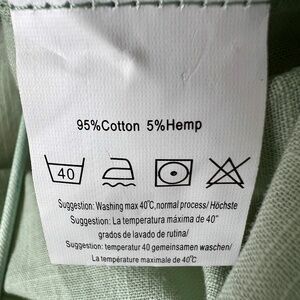 95%Cotton 5%Hemp
40
Suggestion: Washing max 40℃,normal process/ Höchste
Suggestion: La temperatura máxima de 40°
grados de lavado de rutina/
Suggestion: temperatur 40 gemeinsamen waschen/
La température maximale de 40℃